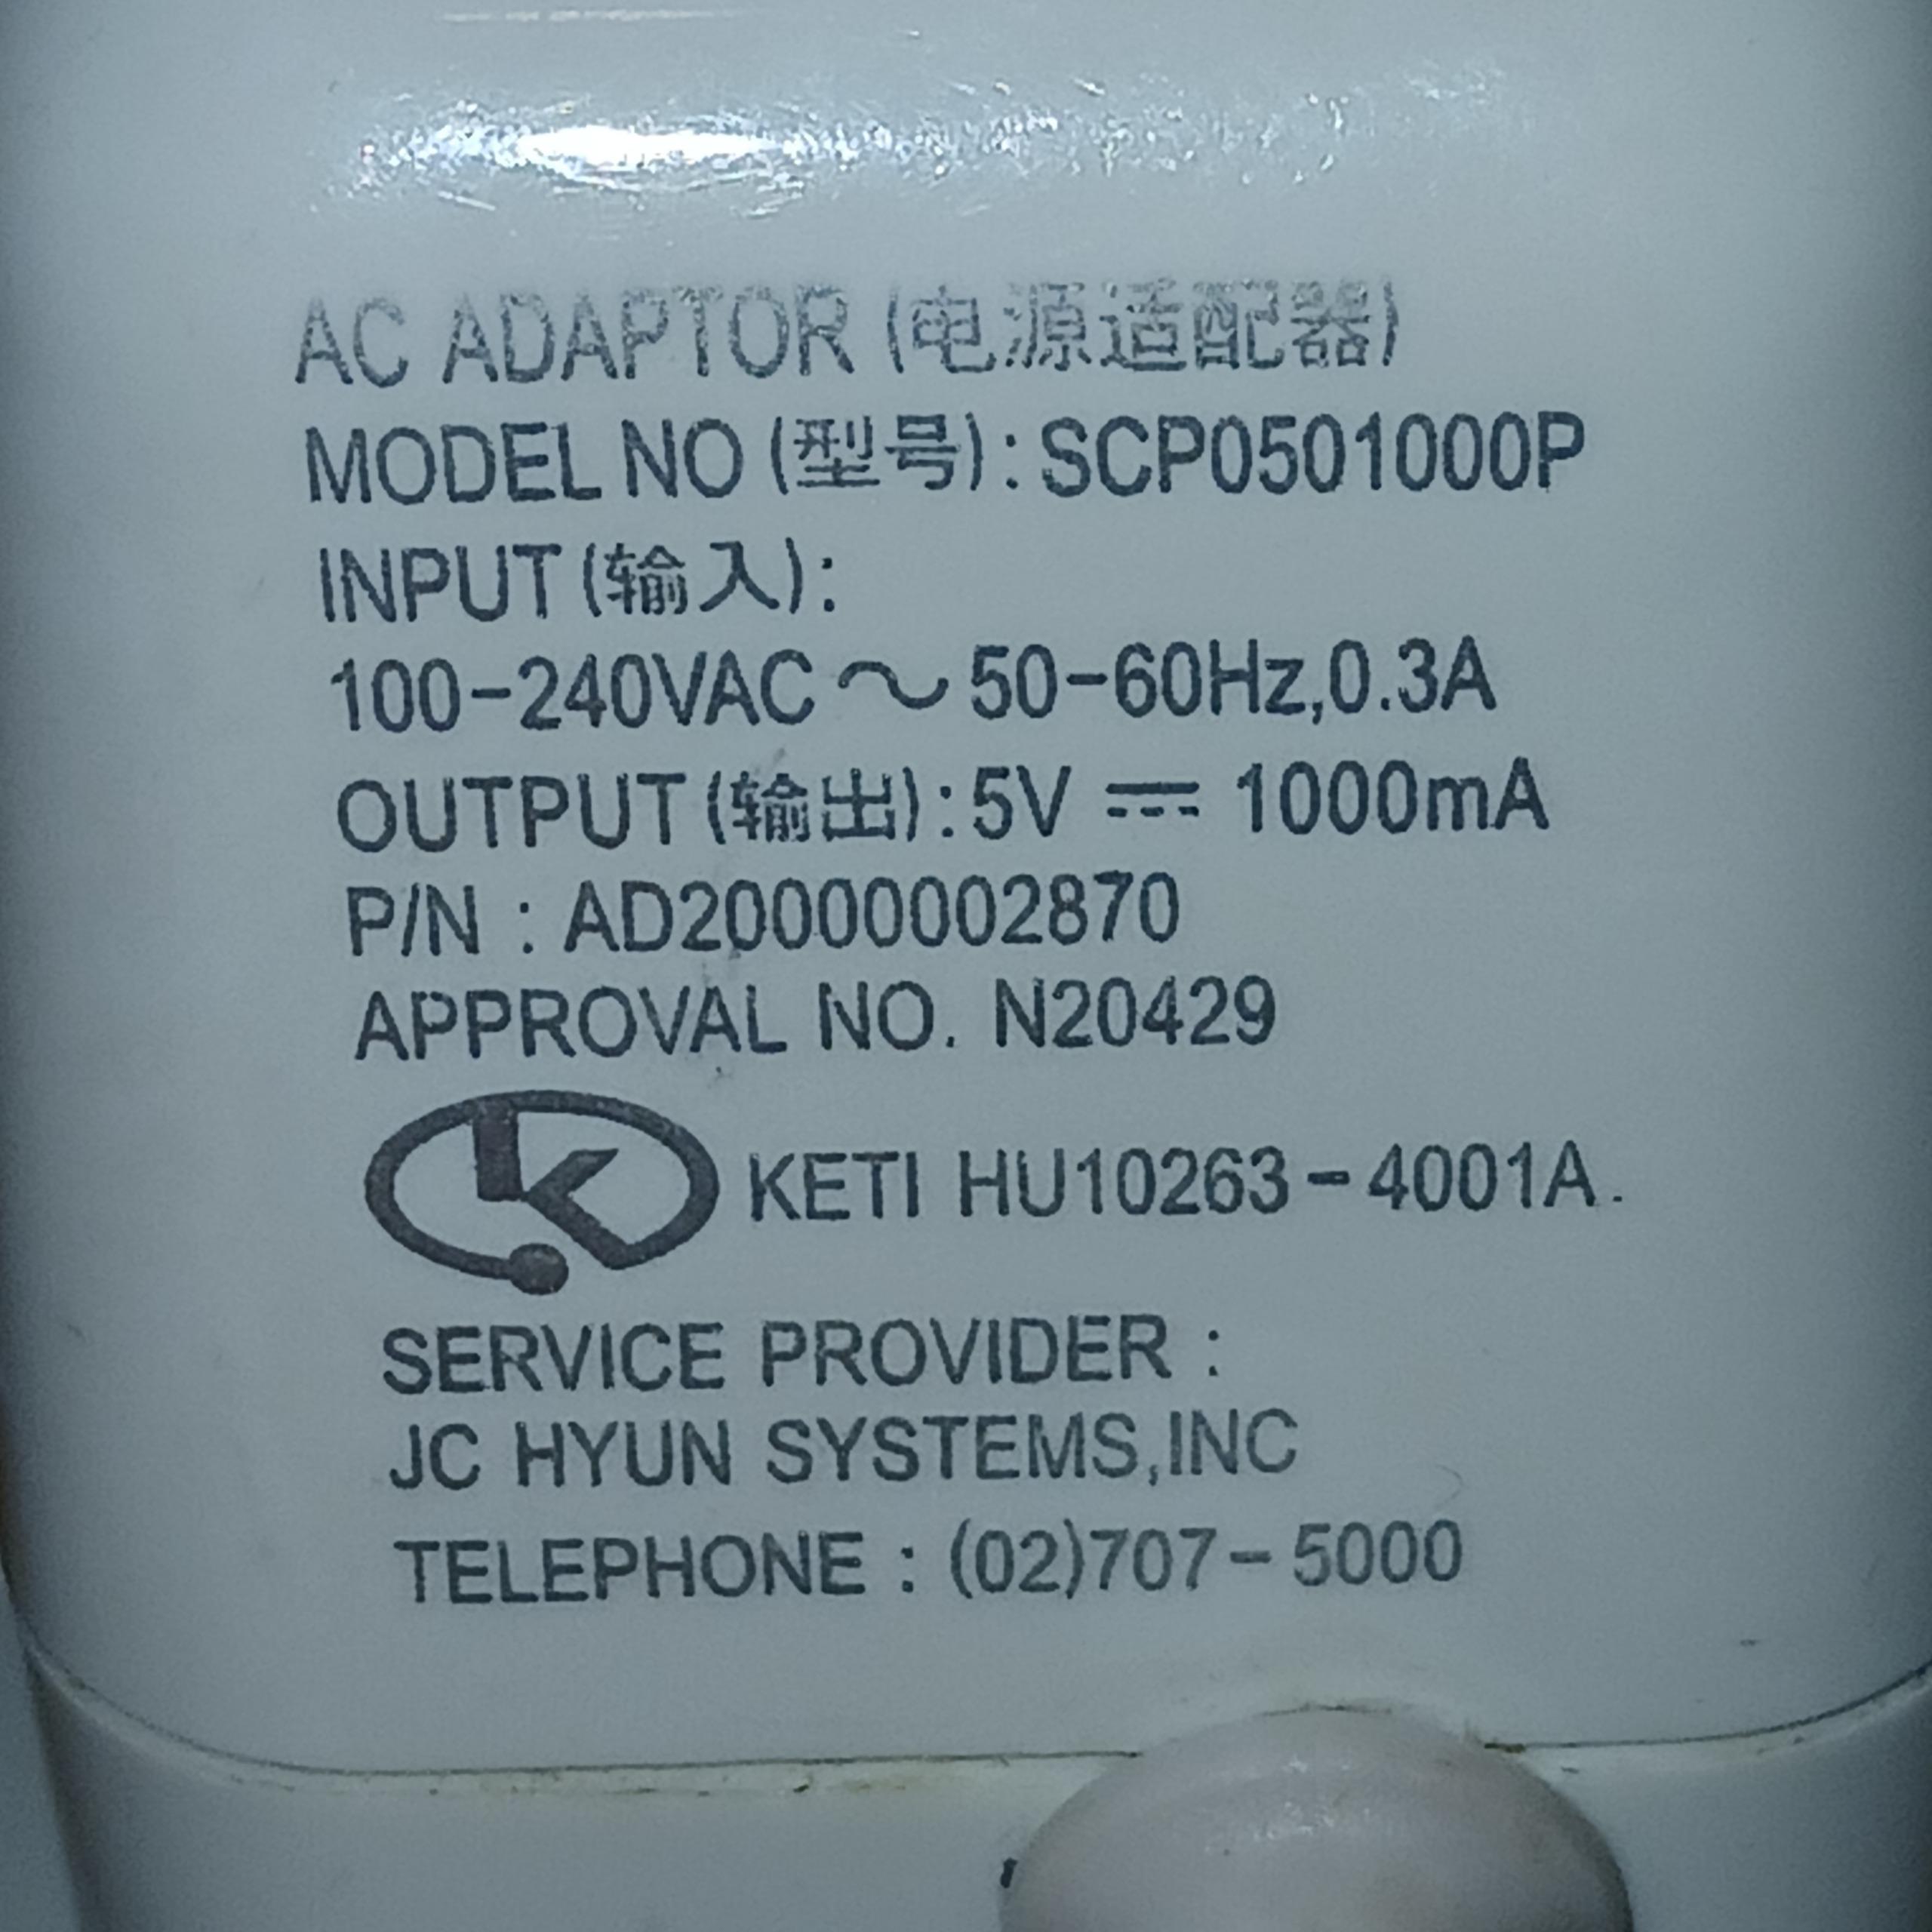 AC ADAPTOR (电源适配器)
MODEL NO (型号) : SCP0501000P
INPUT (输入) :
100-240VAC ～ 50-60Hz,0.3A
OUTPUT (输出) : 5V ⎓ 1000mA
P/N : AD20000002870
APPROVAL NO. N20429
KETI HU10263-4001A.
SERVICE PROVIDER :
JC HYUN SYSTEMS,INC
TELEPHONE : (02)707-5000